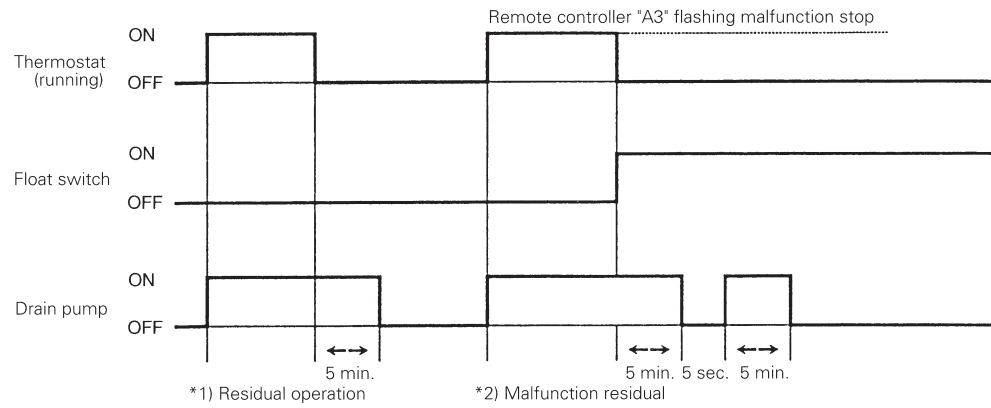 Remote controller "A3" flashing malfunction stop
ON
Thermostat
(running)
OFF
ON
Float switch
OFF
ON
Drain pump
OFF
5 min.
5 min.
5 sec.
5 min.
*1) Residual operation
*2) Malfunction residual